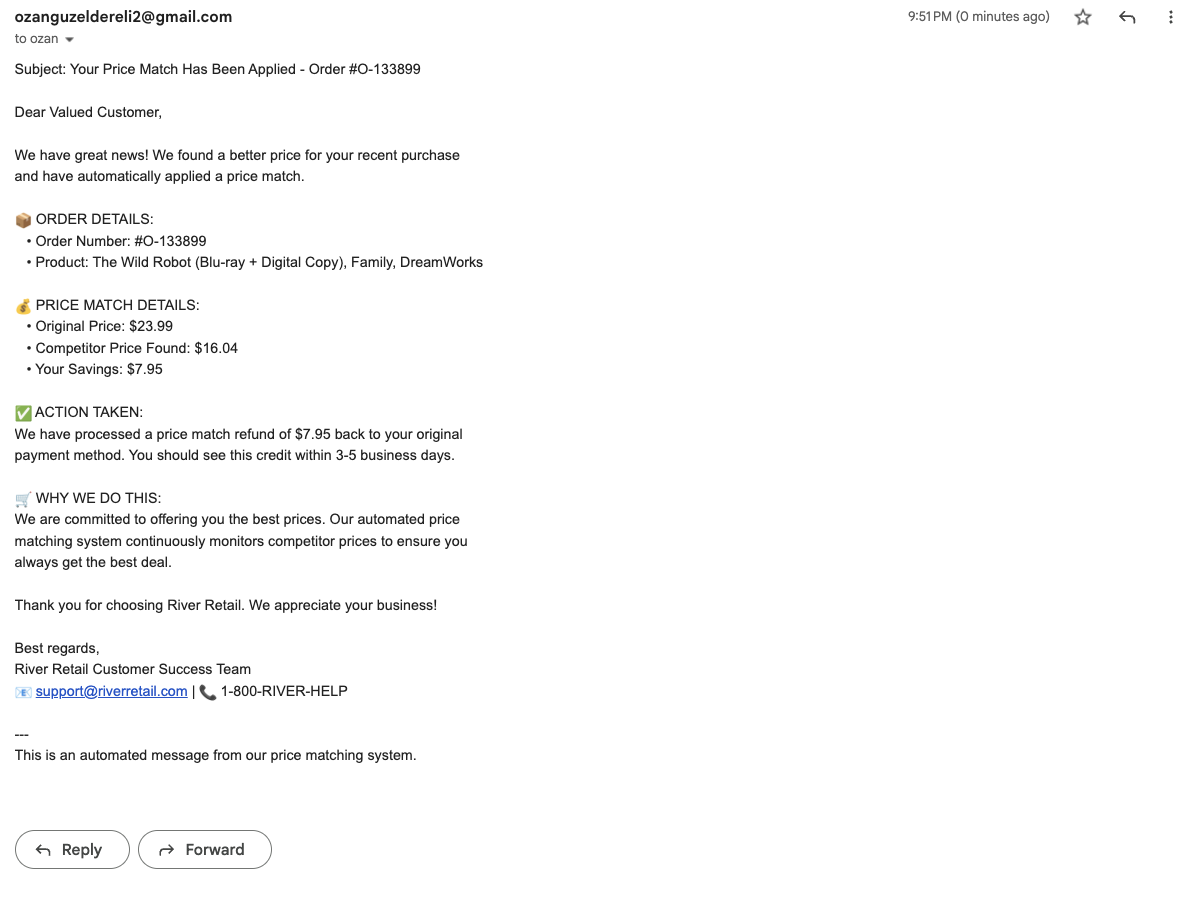 ozanguzeldereli2@gmail.com
9:51 PM (0 minutes ago)
to ozan
Subject: Your Price Match Has Been Applied - Order #O-133899
Dear Valued Customer,
We have great news! We found a better price for your recent purchase
and have automatically applied a price match.
📦 ORDER DETAILS:
• Order Number: #O-133899
• Product: The Wild Robot (Blu-ray + Digital Copy), Family, DreamWorks
💰 PRICE MATCH DETAILS:
• Original Price: $23.99
• Competitor Price Found: $16.04
• Your Savings: $7.95
✅ ACTION TAKEN:
We have processed a price match refund of $7.95 back to your original
payment method. You should see this credit within 3-5 business days.
🛒 WHY WE DO THIS:
We are committed to offering you the best prices. Our automated price
matching system continuously monitors competitor prices to ensure you
always get the best deal.
Thank you for choosing River Retail. We appreciate your business!
Best regards,
River Retail Customer Success Team
📧 support@riverretail.com | 📞 1-800-RIVER-HELP
---
This is an automated message from our price matching system.
Reply
Forward